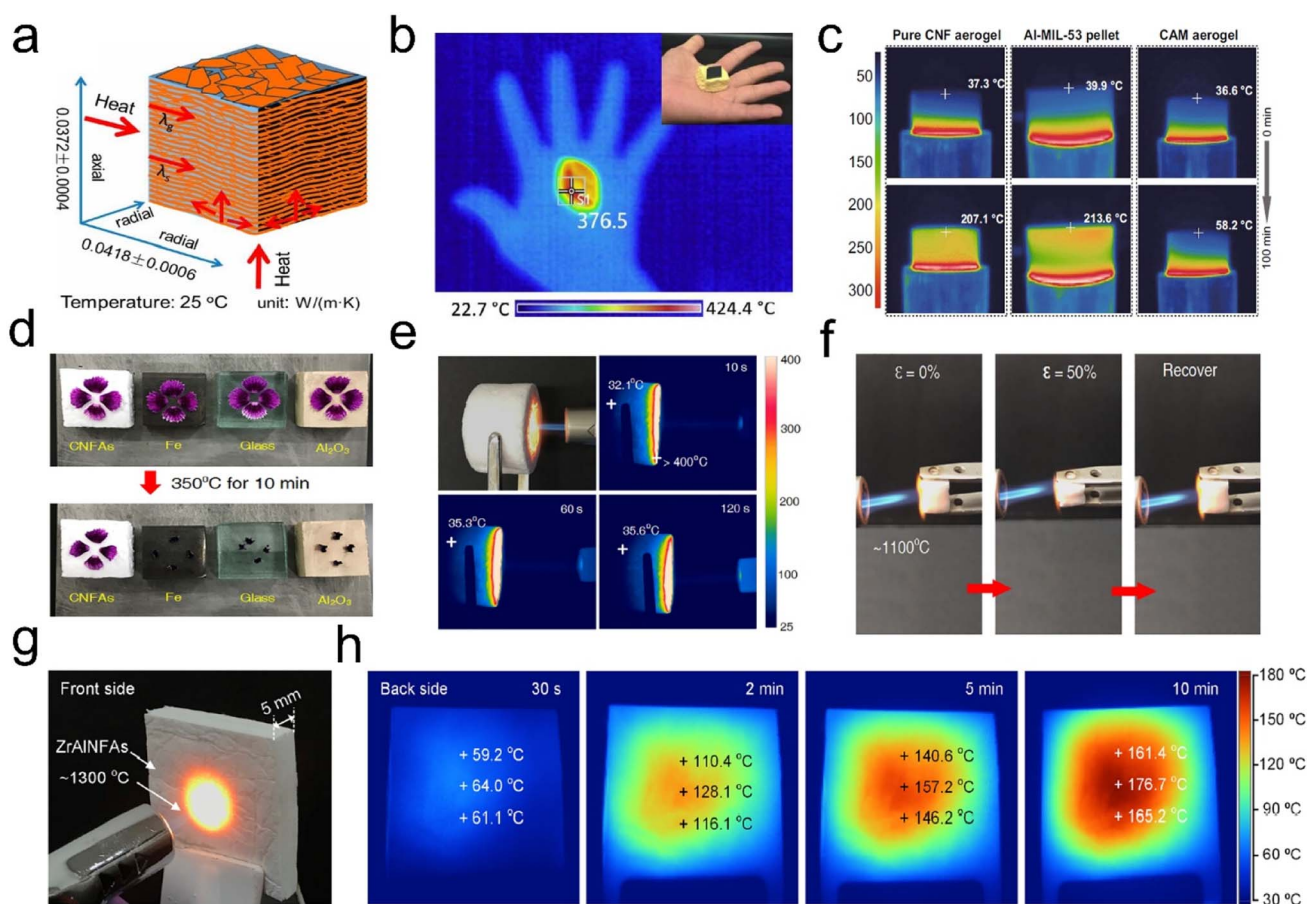 a
Heat
λg
λs
0.0372±0.0004
axial
radial
radial
0.0418±0.0006
Heat
Temperature: 25 °C
unit: W/(m·K)
b
376.5
22.7 °C
424.4 °C
c
Pure CNF aerogel
Al-MIL-53 pellet
CAM aerogel
50
100
150
200
250
300
37.3 °C
39.9 °C
36.6 °C
207.1 °C
213.6 °C
58.2 °C
0 min
100 min
d
CNFAs
Fe
Glass
Al₂O₃
350°C for 10 min
CNFAs
Fe
Glass
Al₂O₃
e
10 s
32.1°C
> 400°C
60 s
35.3°C
120 s
35.6°C
400
300
200
100
25
f
ε = 0%
ε = 50%
Recover
~1100°C
g
Front side
5 mm
ZrAlNFAs
~1300 °C
h
Back side
30 s
+ 59.2 °C
+ 64.0 °C
+ 61.1 °C
2 min
+ 110.4 °C
+ 128.1 °C
+ 116.1 °C
5 min
+ 140.6 °C
+ 157.2 °C
+ 146.2 °C
10 min
+ 161.4 °C
+ 176.7 °C
+ 165.2 °C
180 °C
150 °C
120 °C
90 °C
60 °C
30 °C